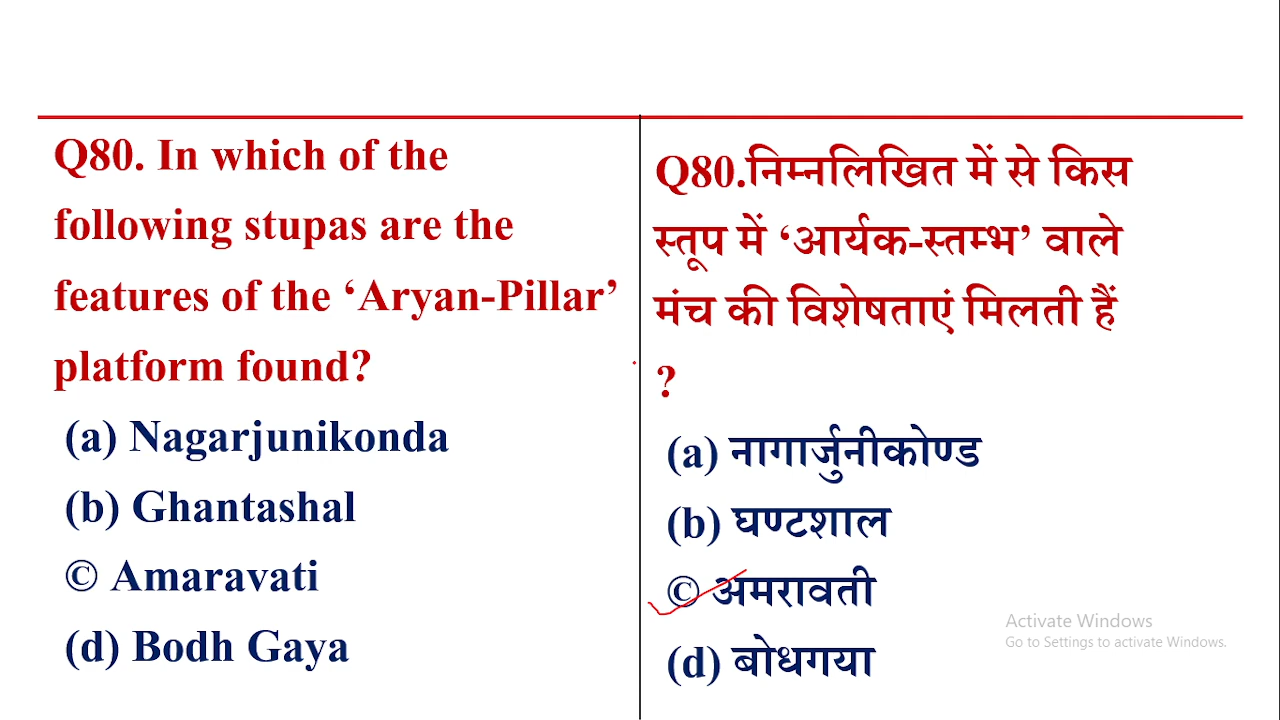 Q80. In which of the
following stupas are the
features of the ‘Aryan-Pillar’
platform found?
(a) Nagarjunikonda
(b) Ghantashal
© Amaravati
(d) Bodh Gaya
Q80.निम्नलिखित में से किस
स्तूप में ‘आर्यक-स्तम्भ’ वाले
मंच की विशेषताएं मिलती हैं
?
(a) नागार्जुनीकोण्ड
(b) घण्टशाल
© अमरावती
(d) बोधगया
Activate Windows
Go to Settings to activate Windows.